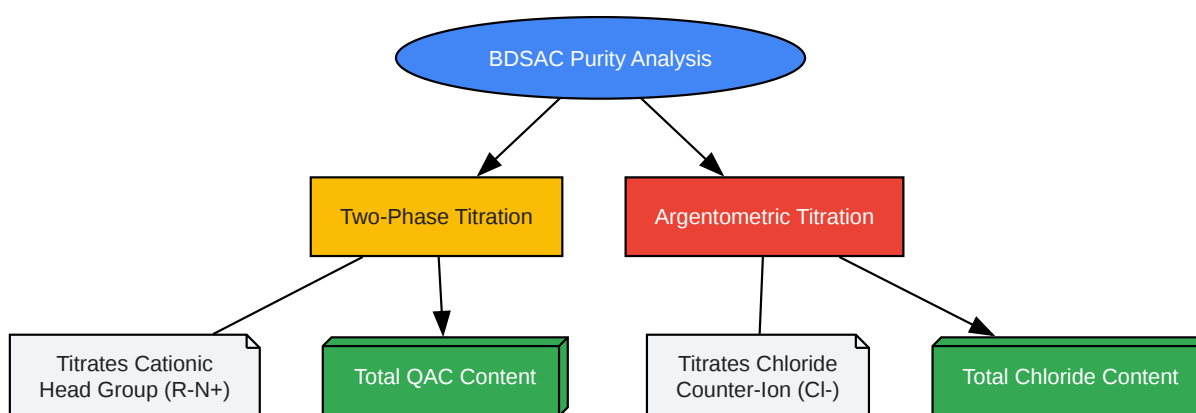 BDSAC Purity Analysis
Two-Phase Titration
Argentometric Titration
Titrates Cationic
Head Group (R-N+)
Total QAC Content
Titrates Chloride
Counter-Ion (Cl-)
Total Chloride Content